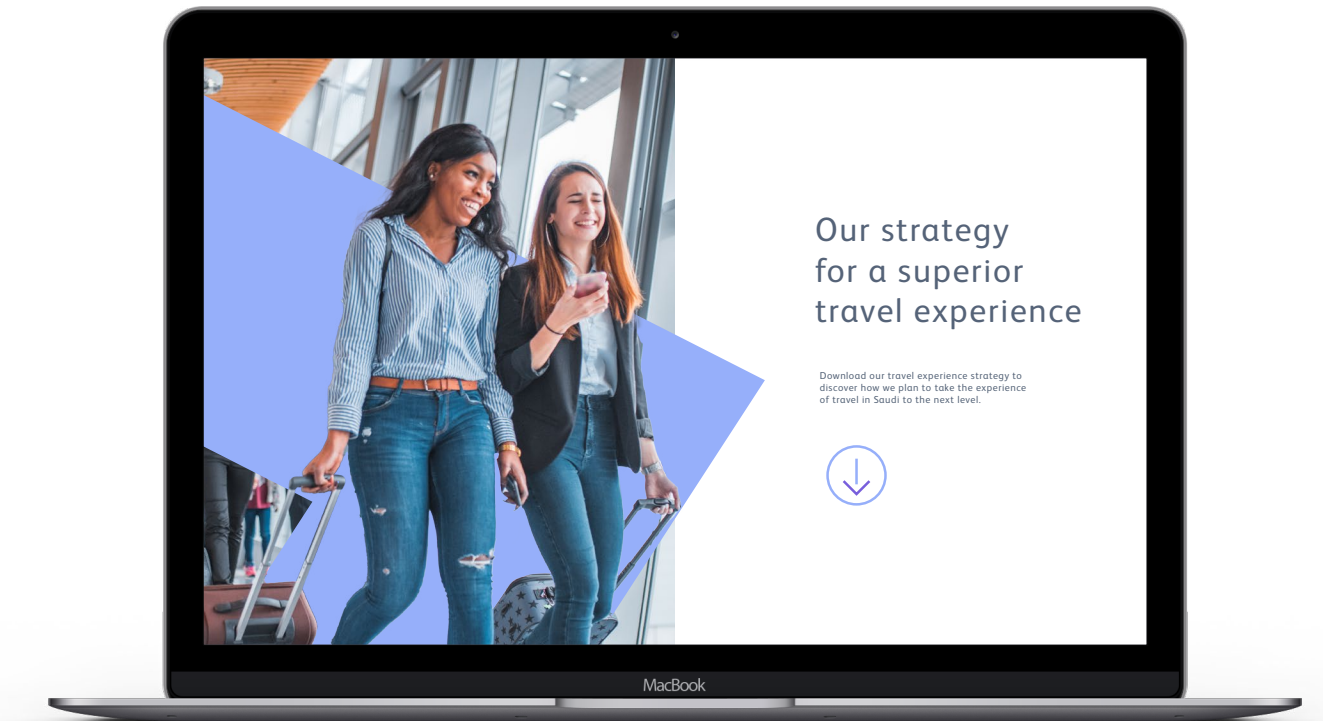 Our strategy
for a superior
travel experience
Download our travel experience strategy to
discover how we plan to take the experience
of travel in Saudi to the next level.
MacBook